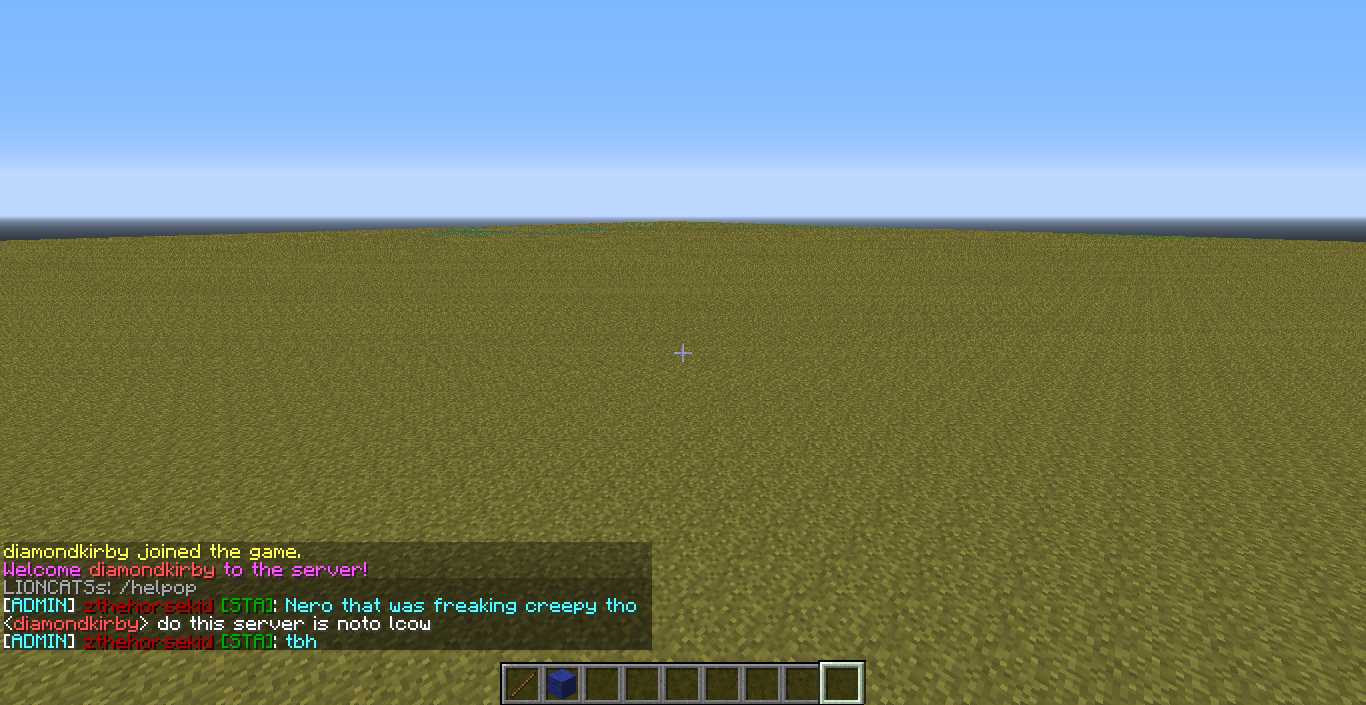 diamondkirby joined the game.
Welcome diamondkirby to the server!
LIONCATSs: /helpop
[ADMIN] zthehorsekid [STA]: Nero that was freaking creepy tho
<diamondkirby> do this server is noto lcow
[ADMIN] zthehorsekid [STA]: tbh